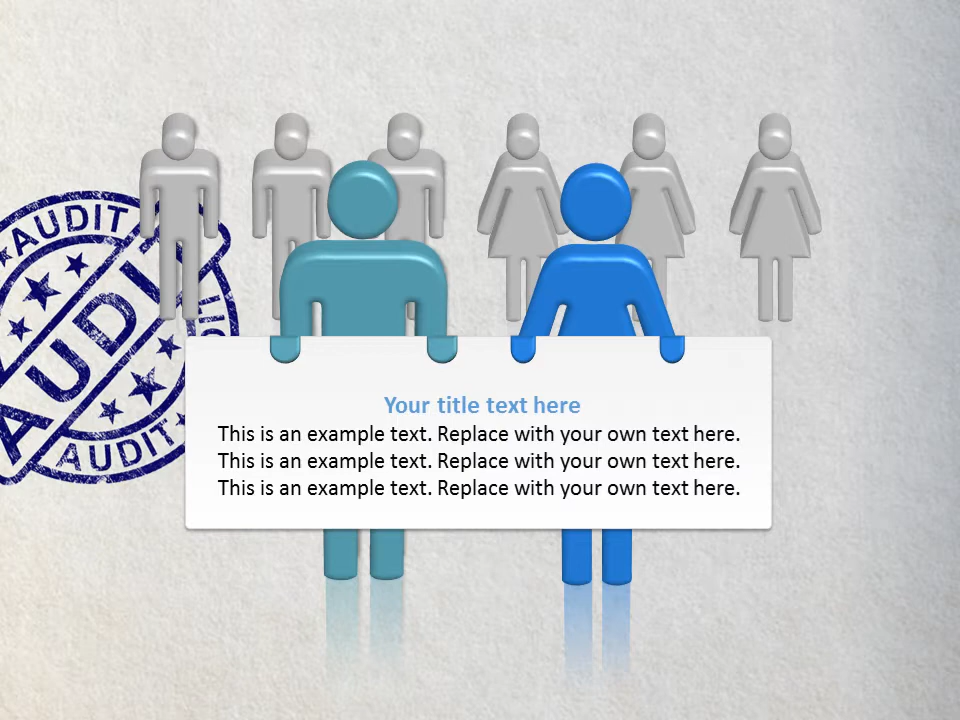 AUDIT
AUDI
AUDIT
Your title text here
This is an example text. Replace with your own text here.
This is an example text. Replace with your own text here.
This is an example text. Replace with your own text here.